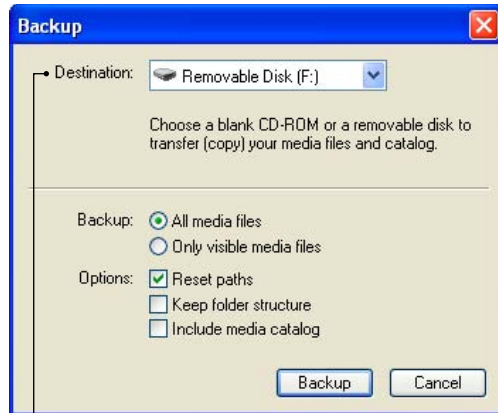 Backup
Destination: Removable Disk (F:)
Choose a blank CD-ROM or a removable disk to
transfer (copy) your media files and catalog.
Backup: All media files
Only visible media files
Options: Reset paths
Keep folder structure
Include media catalog
Backup Cancel